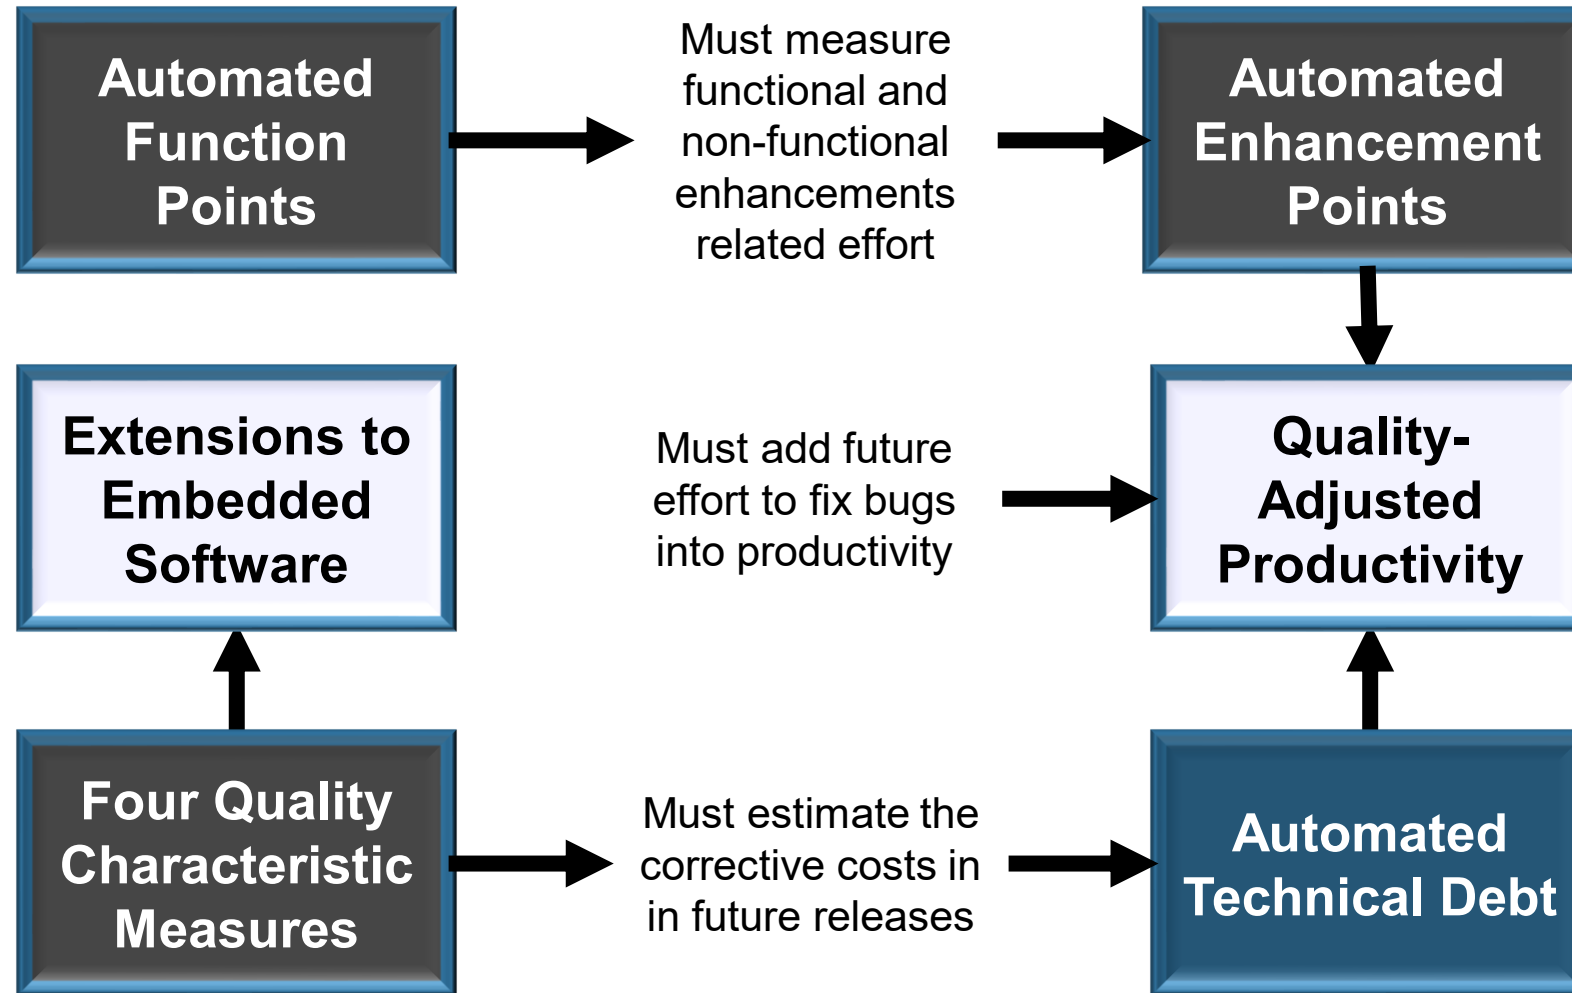 Automated
Function
Points
Must measure
functional and
non-functional
enhancements
related effort
Automated
Enhancement
Points
Extensions to
Embedded
Software
Must add future
effort to fix bugs
into productivity
Quality-
Adjusted
Productivity
Four Quality
Characteristic
Measures
Must estimate the
corrective costs in
in future releases
Automated
Technical Debt